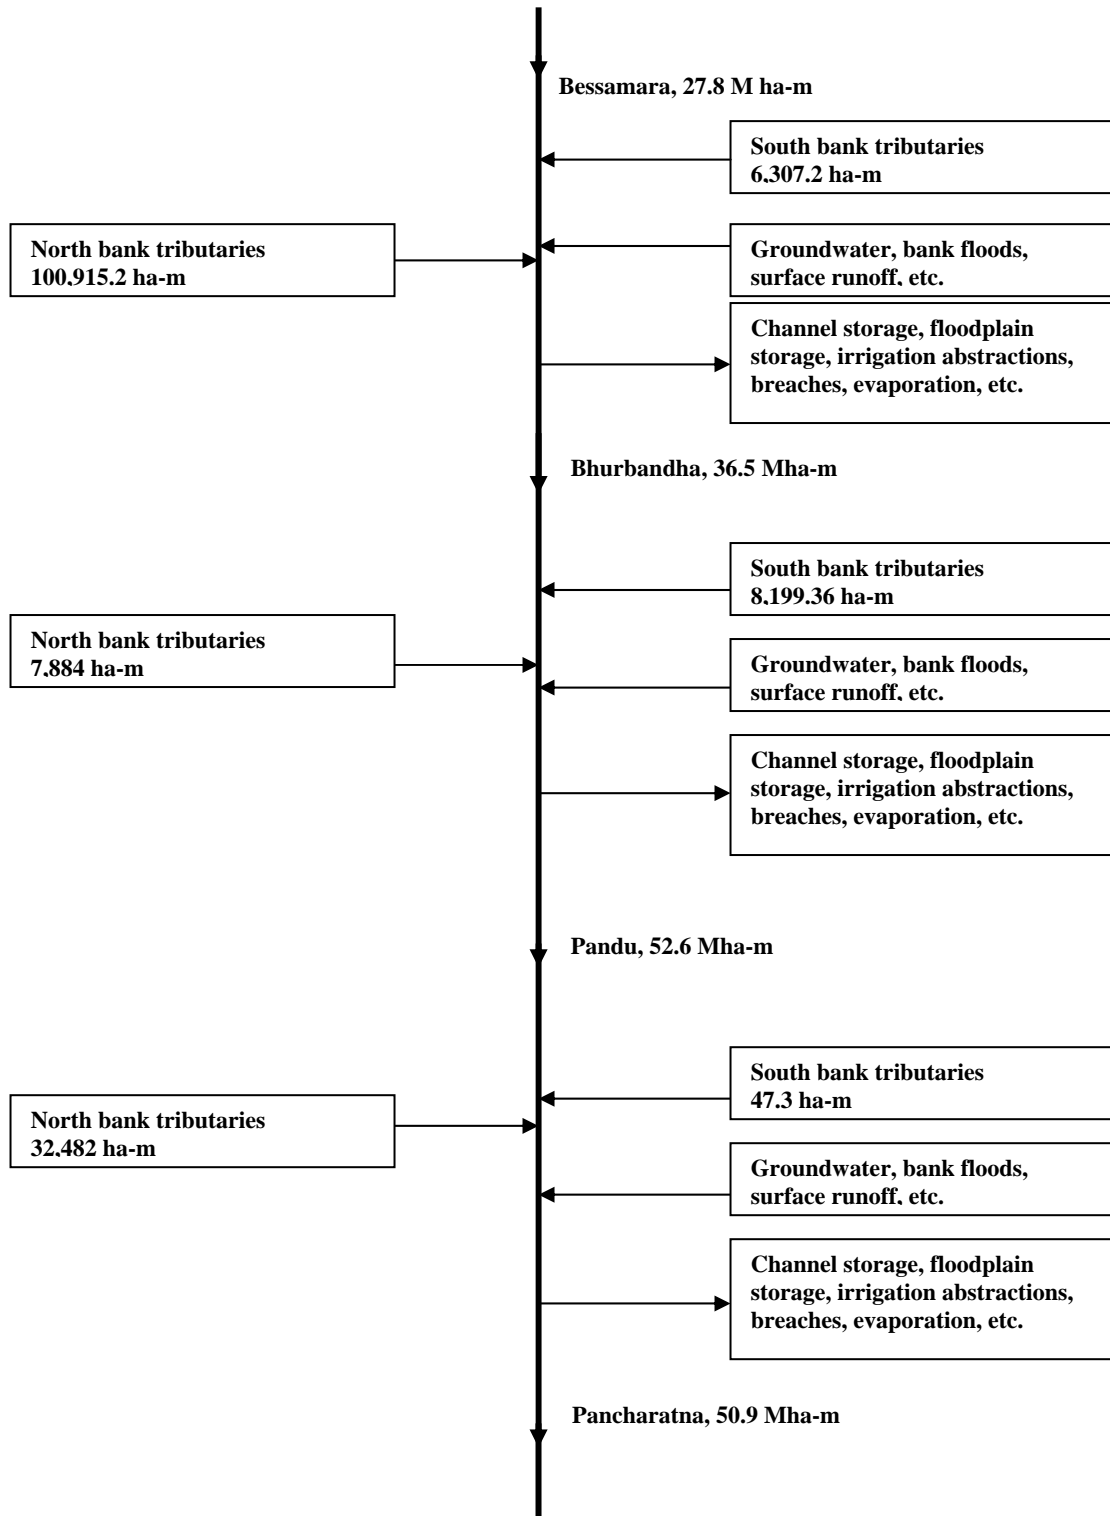 Bessamara, 27.8 M ha-m
South bank tributaries
6,307.2 ha-m
North bank tributaries
100,915.2 ha-m
Groundwater, bank floods,
surface runoff, etc.
Channel storage, floodplain
storage, irrigation abstractions,
breaches, evaporation, etc.
Bhurbandha, 36.5 Mha-m
South bank tributaries
8,199.36 ha-m
North bank tributaries
7,884 ha-m
Groundwater, bank floods,
surface runoff, etc.
Channel storage, floodplain
storage, irrigation abstractions,
breaches, evaporation, etc.
Pandu, 52.6 Mha-m
South bank tributaries
47.3 ha-m
North bank tributaries
32,482 ha-m
Groundwater, bank floods,
surface runoff, etc.
Channel storage, floodplain
storage, irrigation abstractions,
breaches, evaporation, etc.
Pancharatna, 50.9 Mha-m